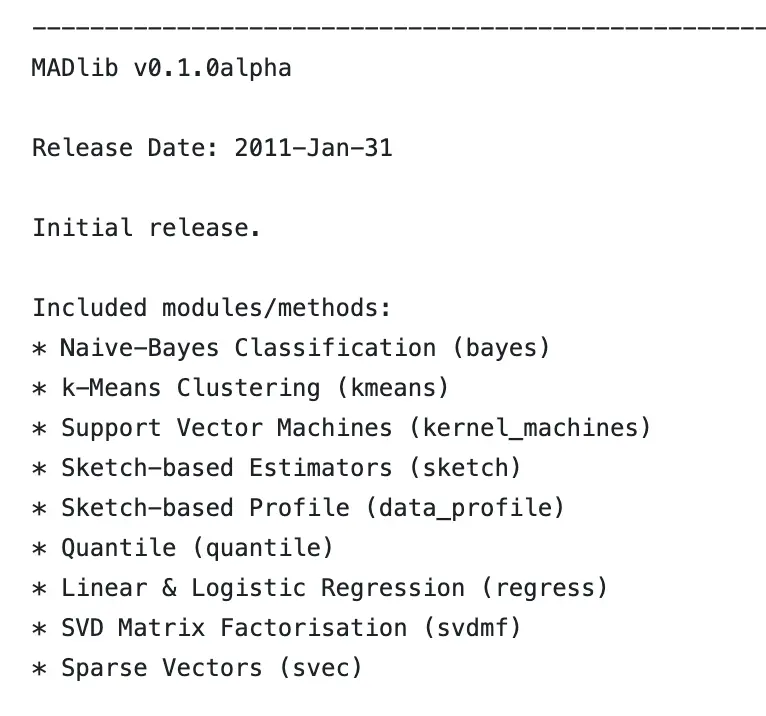 ---------------------------------------------------
MADlib v0.1.0alpha
Release Date: 2011-Jan-31
Initial release.
Included modules/methods:
* Naive-Bayes Classification (bayes)
* k-Means Clustering (kmeans)
* Support Vector Machines (kernel_machines)
* Sketch-based Estimators (sketch)
* Sketch-based Profile (data_profile)
* Quantile (quantile)
* Linear & Logistic Regression (regress)
* SVD Matrix Factorisation (svdmf)
* Sparse Vectors (svec)